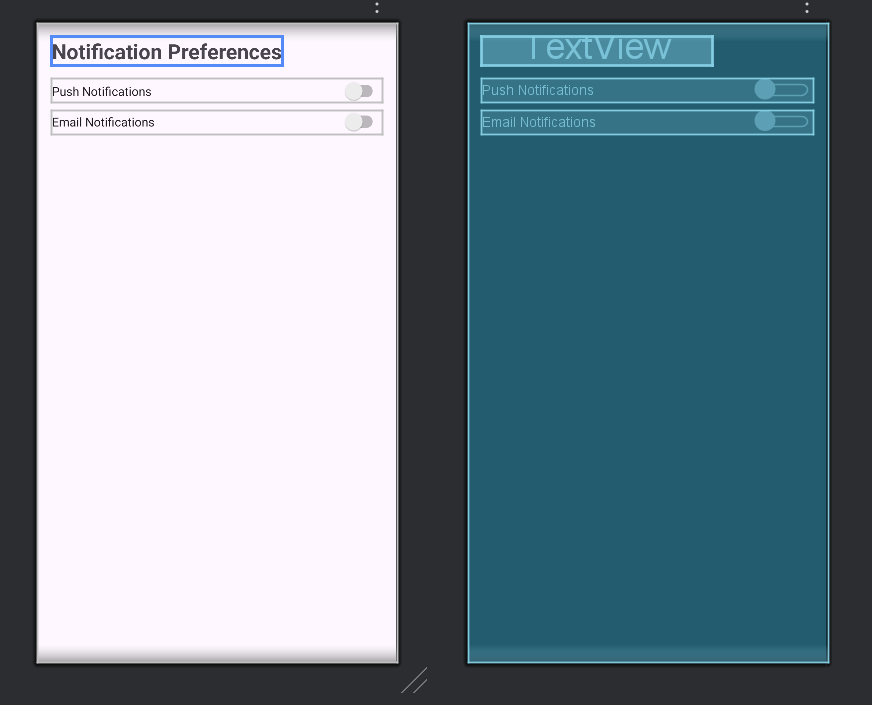 Notification Preferences
Push Notifications
Email Notifications
TextView
Push Notifications
Email Notifications